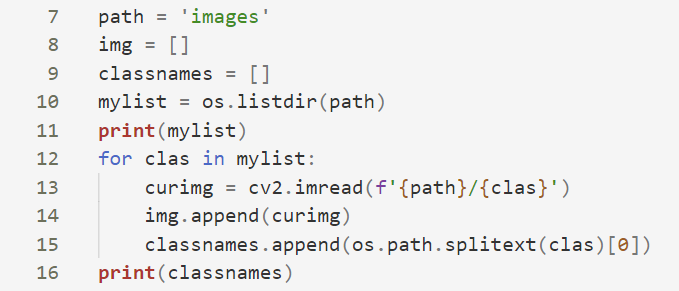 7 path = 'images'
8 img = []
9 classnames = []
10 mylist = os.listdir(path)
11 print(mylist)
12 for clas in mylist:
13     curimg = cv2.imread(f'{path}/{clas}')
14     img.append(curimg)
15     classnames.append(os.path.splitext(clas)[0])
16 print(classnames)